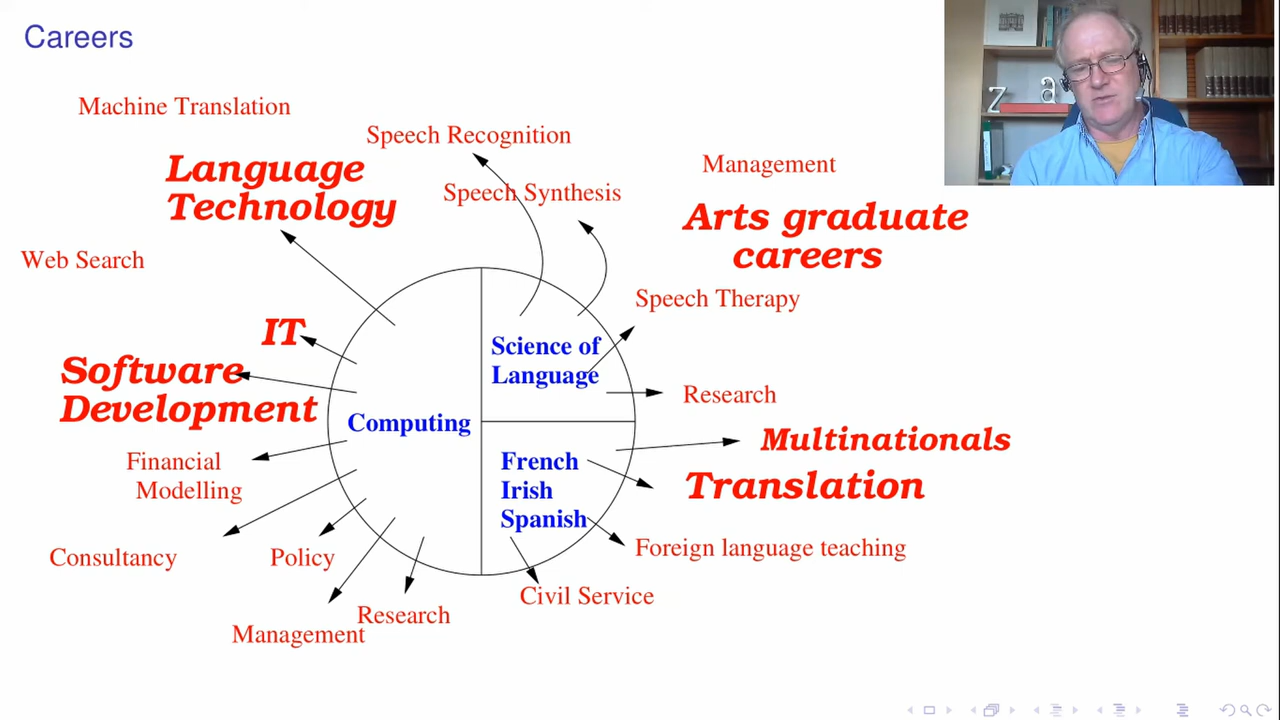 Careers
Machine Translation
Speech Recognition
Language
Technology
Speech Synthesis
Management
Arts graduate
careers
Web Search
Speech Therapy
IT
Software
Development
Science of
Language
Research
Computing
Multinationals
Financial
Modelling
French
Irish
Spanish
Translation
Consultancy
Policy
Foreign language teaching
Civil Service
Research
Management
z
a